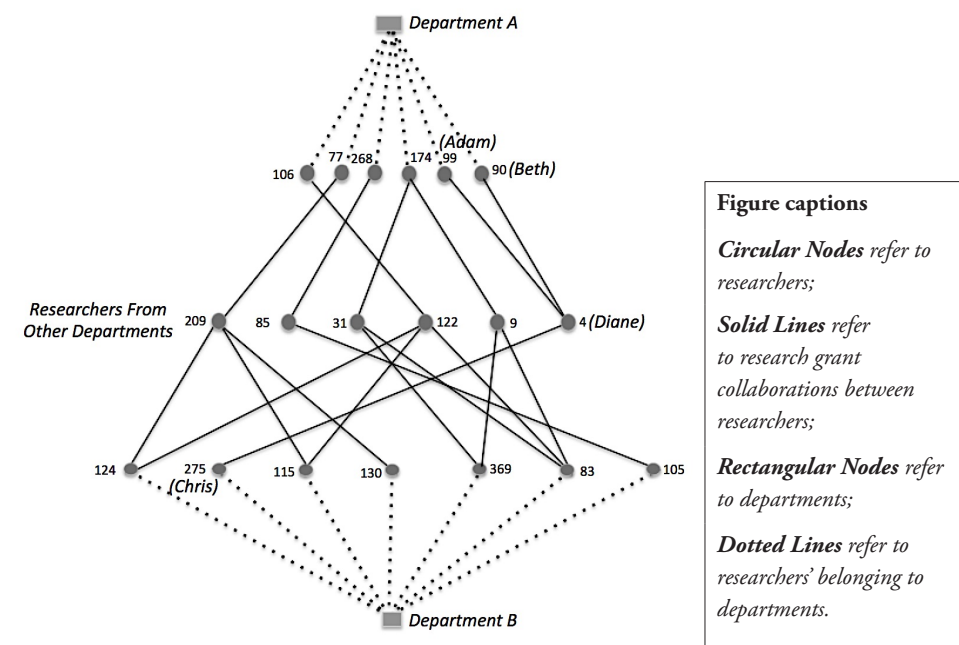 Department A
(Adam)
106 77 268 174 99 90 (Beth)
Researchers From
Other Departments
209 85 31 122 9 4 (Diane)
124 275 115 130 369 83 105
(Chris)
Department B
Figure captions
Circular Nodes refer to
researchers;
Solid Lines refer
to research grant
collaborations between
researchers;
Rectangular Nodes refer
to departments;
Dotted Lines refer to
researchers’ belonging to
departments.